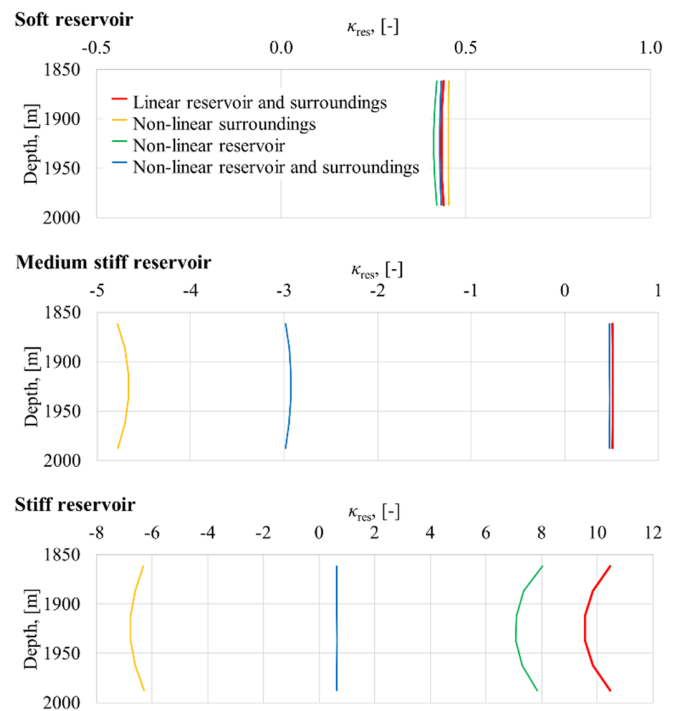 Soft reservoir
κres, [-]
-0.5 0.0 0.5 1.0
1850
1900
1950
2000
Depth, [m]
Linear reservoir and surroundings
Non-linear surroundings
Non-linear reservoir
Non-linear reservoir and surroundings
Medium stiff reservoir
κres, [-]
-5 -4 -3 -2 -1 0 1
1850
1900
1950
2000
Depth, [m]
Stiff reservoir
κres, [-]
-8 -6 -4 -2 0 2 4 6 8 10 12
1850
1900
1950
2000
Depth, [m]